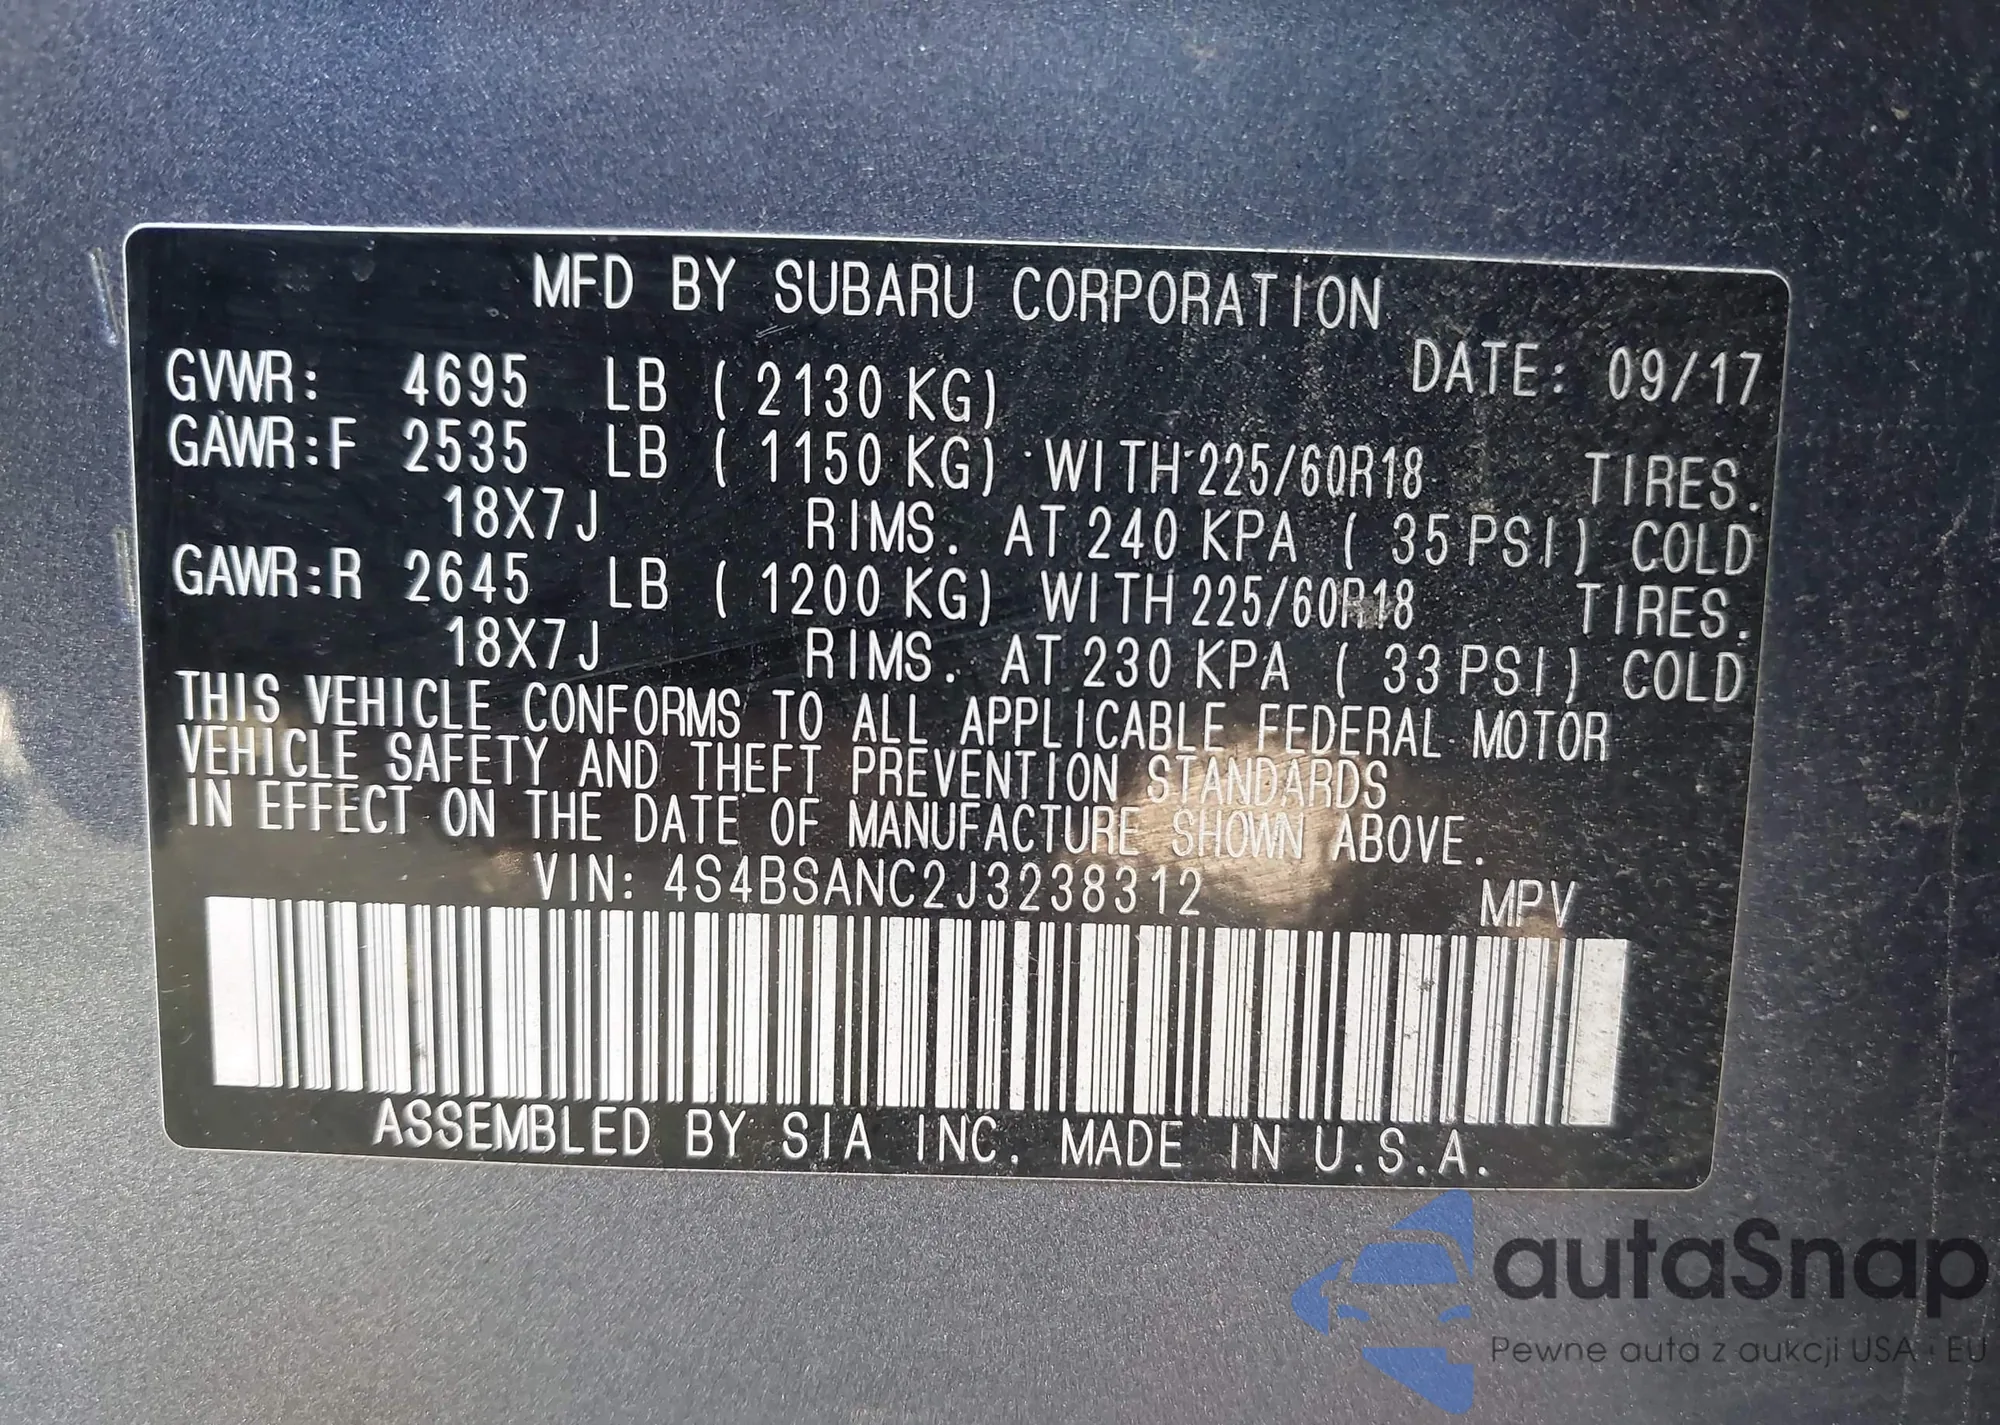 MFD BY SUBARU CORPORATION
DATE: 09/17
GVWR: 4695 LB ( 2130 KG)
GAWR:F 2535 LB ( 1150 KG) WITH 225/60R18 TIRES.
18X7J RIMS. AT 240 KPA ( 35 PSI) COLD
GAWR:R 2645 LB ( 1200 KG) WITH 225/60R18 TIRES.
18X7J RIMS. AT 230 KPA ( 33 PSI) COLD
THIS VEHICLE CONFORMS TO ALL APPLICABLE FEDERAL MOTOR
VEHICLE SAFETY AND THEFT PREVENTION STANDARDS
IN EFFECT ON THE DATE OF MANUFACTURE SHOWN ABOVE.
VIN: 4S4BSANC2J3238312 MPV
ASSEMBLED BY SIA INC. MADE IN U.S.A.
autaSnap
Pewne auta z aukcji USA i EU